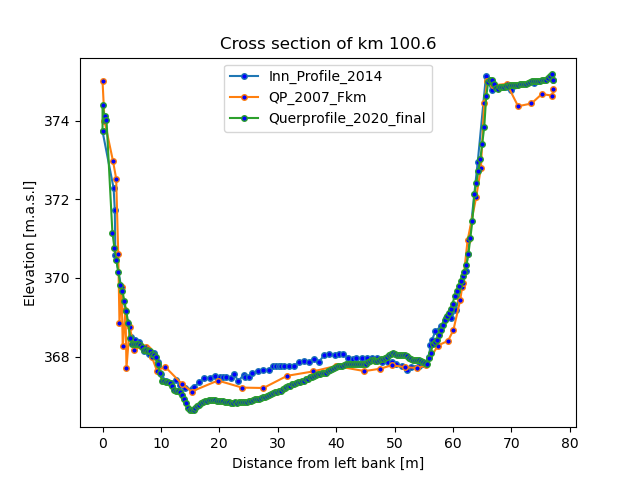 Cross section of km 100.6
Inn_Profile_2014
QP_2007_Fkm
Querprofile_2020_final
Elevation [m.a.s.l]
374
372
370
368
0 10 20 30 40 50 60 70 80
Distance from left bank [m]